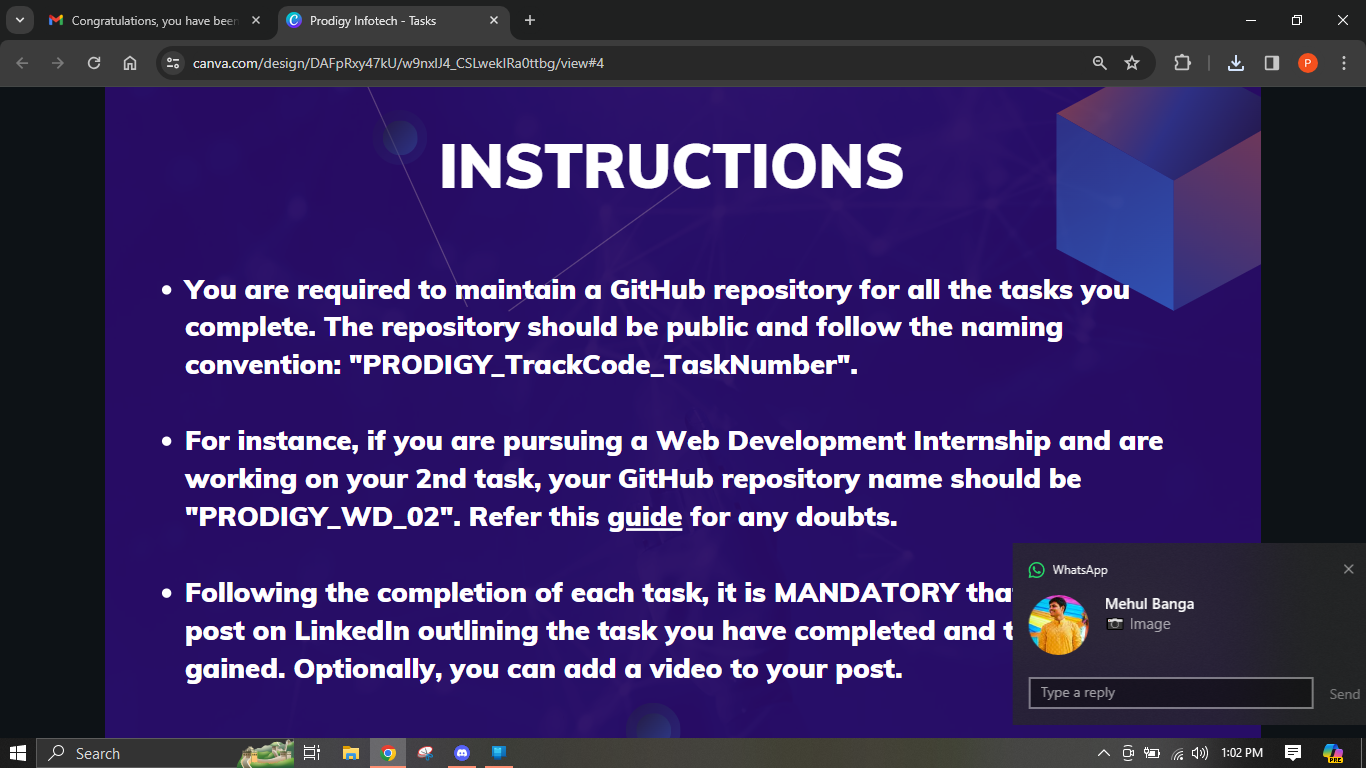 Congratulations, you have been
Prodigy Infotech - Tasks
canva.com/design/DAFpRxy47kU/w9nxlJ4_CSLweklRa0ttbg/view#4
P
INSTRUCTIONS
• You are required to maintain a GitHub repository for all the tasks you
complete. The repository should be public and follow the naming
convention: "PRODIGY_TrackCode_TaskNumber".
• For instance, if you are pursuing a Web Development Internship and are
working on your 2nd task, your GitHub repository name should be
"PRODIGY_WD_02". Refer this guide for any doubts.
• Following the completion of each task, it is MANDATORY
post on LinkedIn outlining the task you have completed and
gained. Optionally, you can add a video to your post.
WhatsApp
Mehul Banga
Image
Type a reply
Send
Search
1:02 PM
PRE